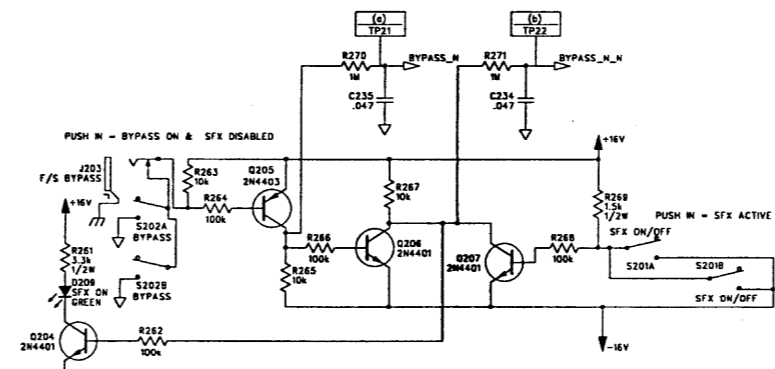 (a)
TP21
(b)
TP22
R270
1M
BYPASS_N
R271
1M
BYPASS_N_N
C235
.047
C234
.047
PUSH IN - BYPASS ON & SFX DISABLED
+16V
J203
F/S BYPASS
R263
10k
Q205
2N4403
R264
100k
R267
10k
R269
1.5k
1/2W
PUSH IN - SFX ACTIVE
SFX ON/OFF
+16V
S202A
BYPASS
R266
100k
Q206
2N4401
Q207
2N4401
R268
100k
S201A
S201B
R261
3.3k
1/2W
S202B
BYPASS
R265
10k
SFX ON/OFF
D209
SFX ON
GREEN
Q204
2N4401
R262
100k
-16V